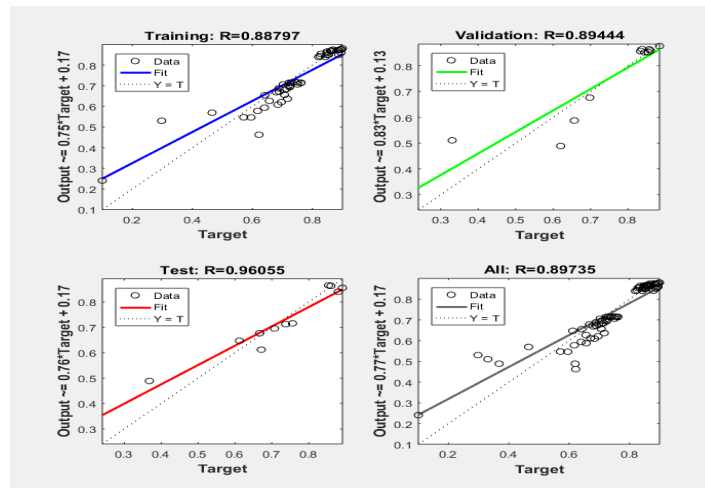 Training: R=0.88797
Output ~= 0.75*Target + 0.17
0.8
0.7
0.6
0.5
0.4
0.3
0.2
0.1
Data
Fit
Y = T
0.2
0.4
0.6
0.8
Target
Validation: R=0.89444
Output ~= 0.83*Target + 0.13
0.8
0.7
0.6
0.5
0.4
0.3
Data
Fit
Y = T
0.3
0.4
0.5
0.6
0.7
0.8
Target
Test: R=0.96055
Output ~= 0.76*Target + 0.17
0.8
0.7
0.6
0.5
0.4
0.3
Data
Fit
Y = T
0.3
0.4
0.5
0.6
0.7
0.8
Target
All: R=0.89735
Output ~= 0.77*Target + 0.17
0.8
0.7
0.6
0.5
0.4
0.3
0.2
0.1
Data
Fit
Y = T
0.2
0.4
0.6
0.8
Target